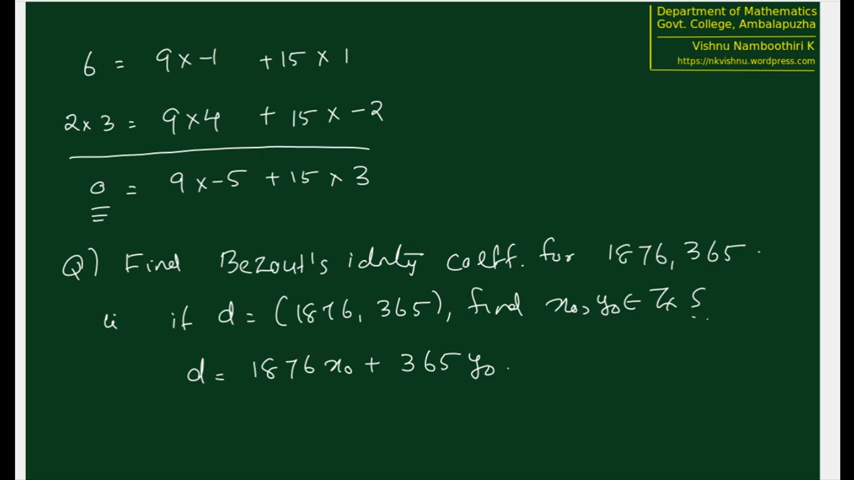 Department of Mathematics
Govt. College, Ambalapuzha
Vishnu Namboothiri K
https://nkvishnu.wordpress.com
6 = 9 x -1 + 15 x 1
2 x 3 = 9 x 4 + 15 x -2
0 = 9 x -5 + 15 x 3
Q) Find Bezout's idnty coeff. for 1876, 365.
if d = (1876, 365), find x₀, y₀ ∈ ℤ
d = 1876 x₀ + 365 y₀.